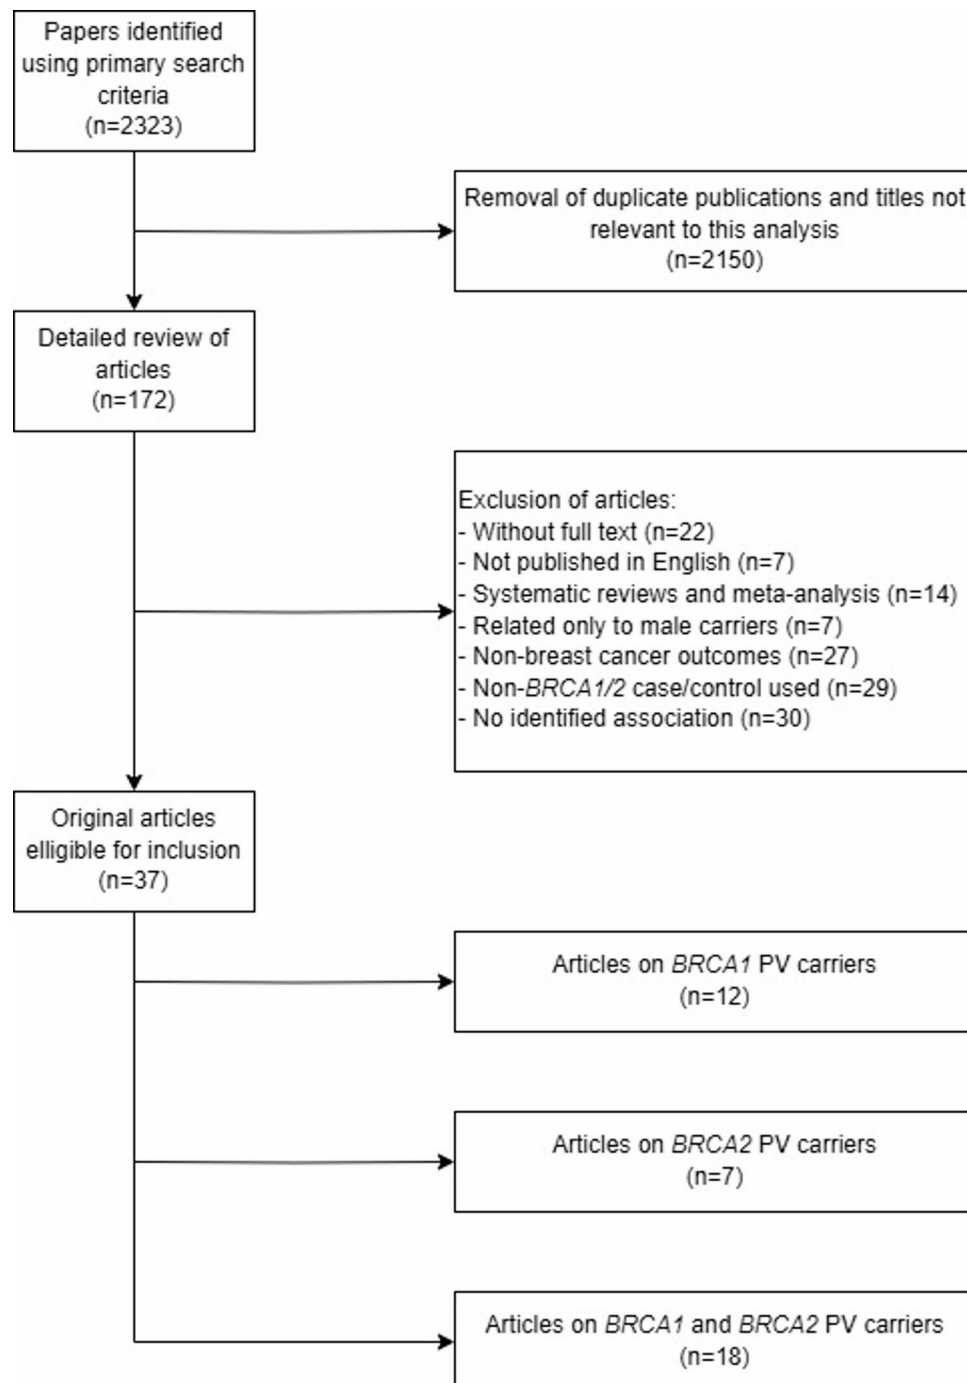 Papers identified
using primary search
criteria
(n=2323)
Removal of duplicate publications and titles not
relevant to this analysis
(n=2150)
Detailed review of
articles
(n=172)
Exclusion of articles:
- Without full text (n=22)
- Not published in English (n=7)
- Systematic reviews and meta-analysis (n=14)
- Related only to male carriers (n=7)
- Non-breast cancer outcomes (n=27)
- Non-BRCA1/2 case/control used (n=29)
- No identified association (n=30)
Original articles
elligible for inclusion
(n=37)
Articles on BRCA1 PV carriers
(n=12)
Articles on BRCA2 PV carriers
(n=7)
Articles on BRCA1 and BRCA2 PV carriers
(n=18)